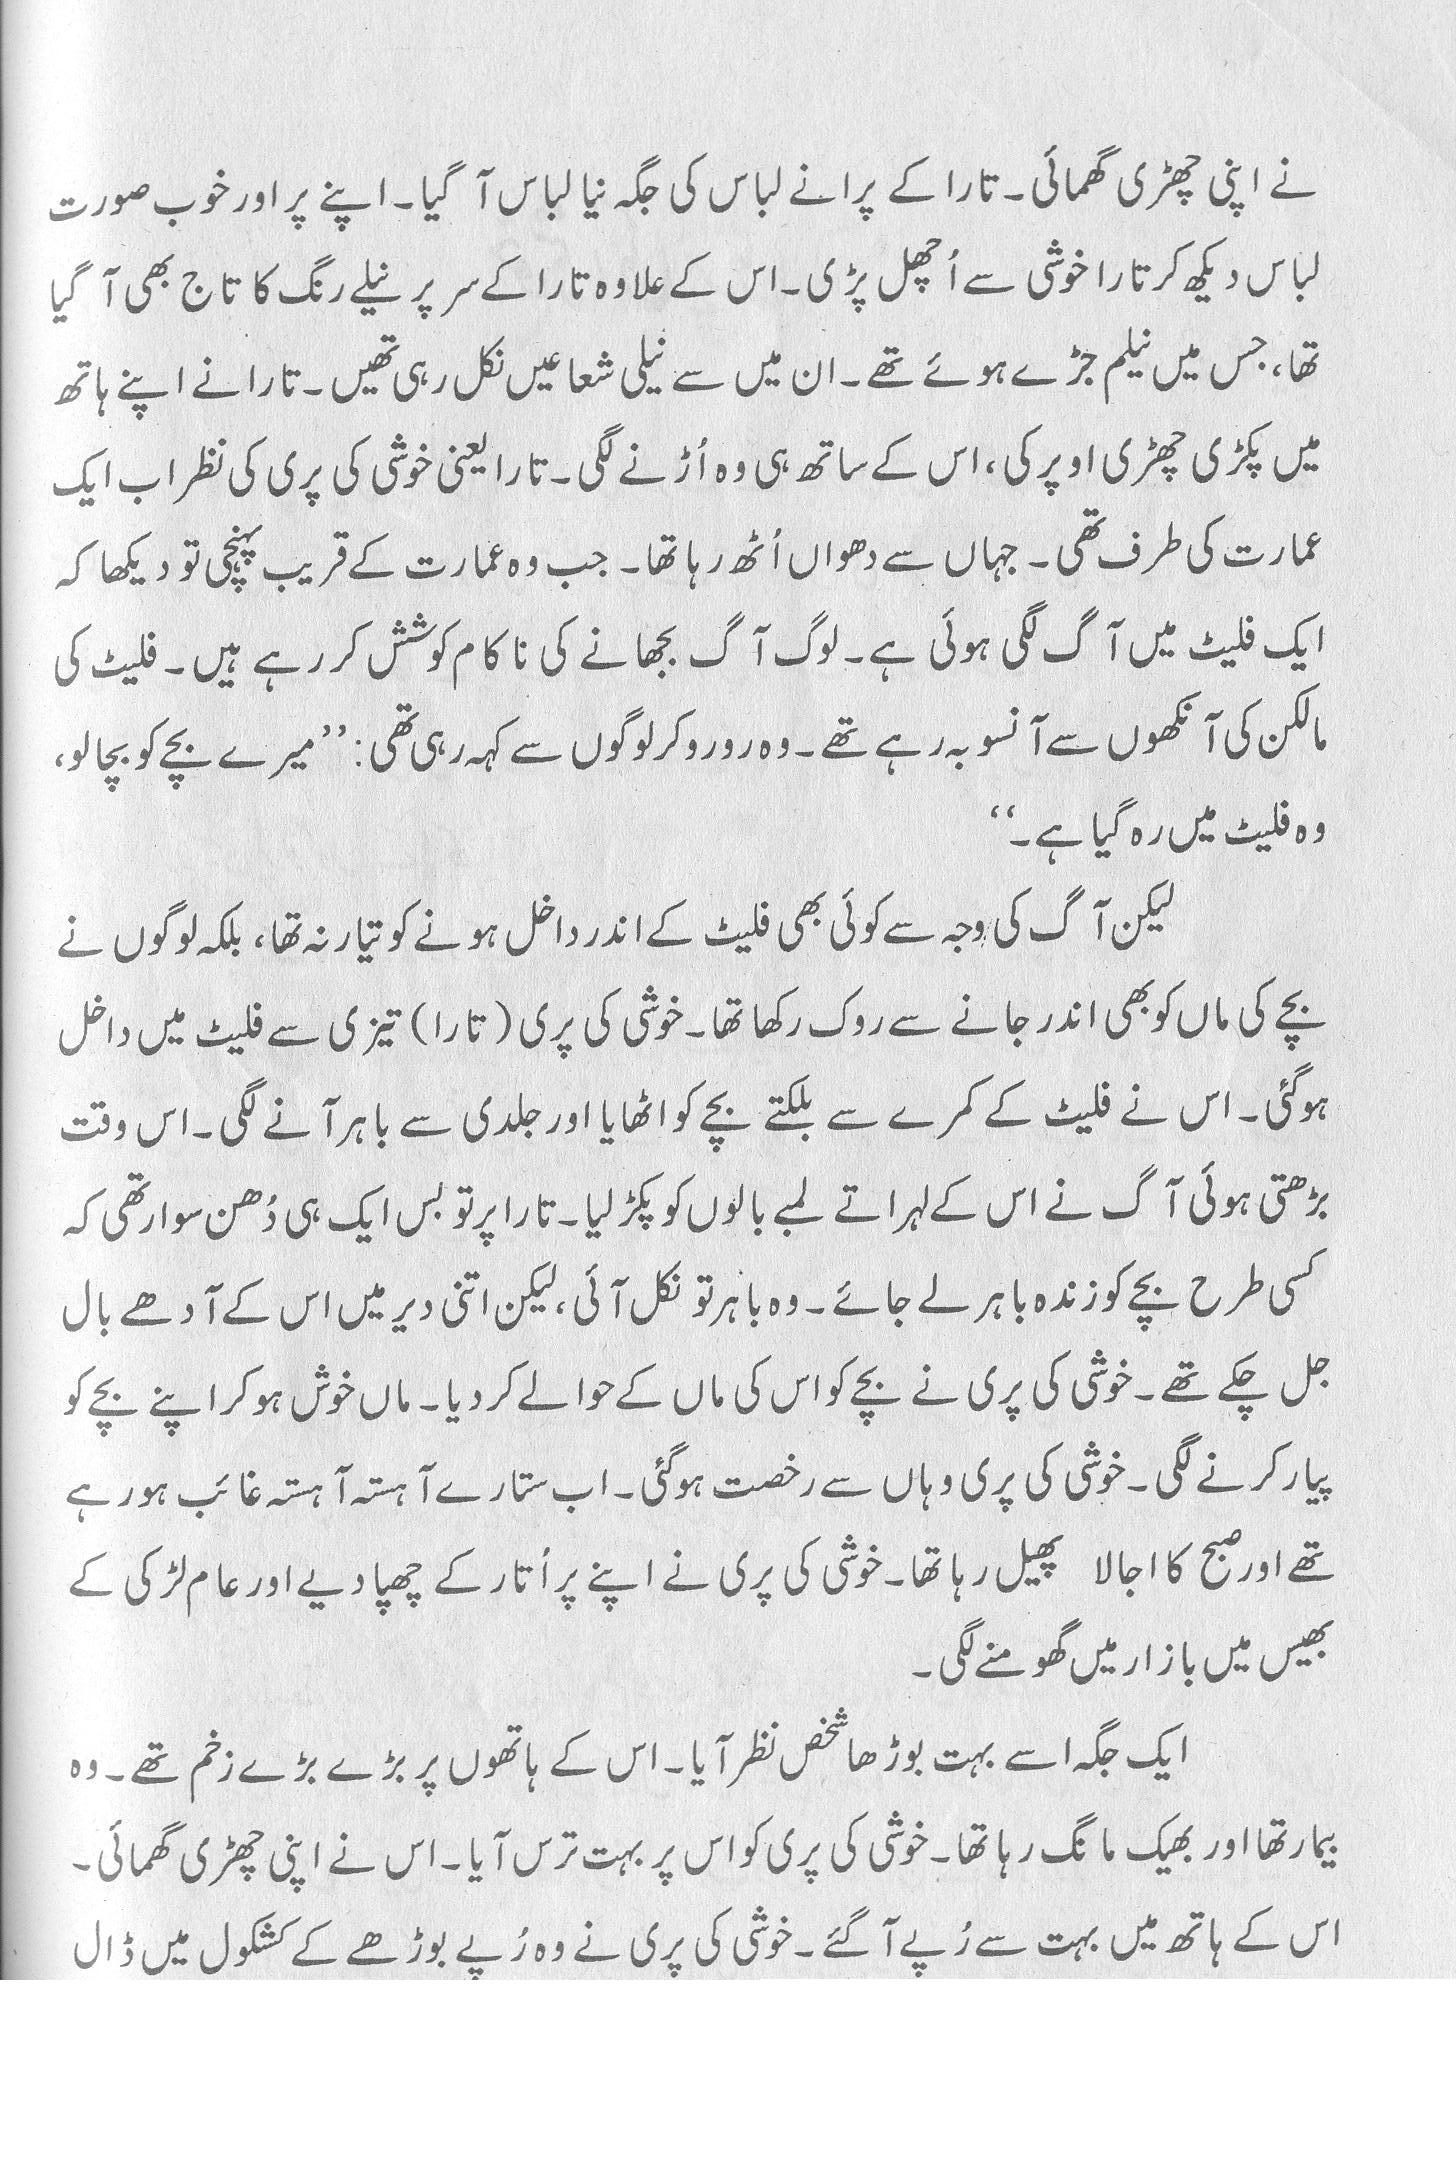 نے اپنی چھڑی گھمائی۔ تارا کے پرانے لباس کی جگہ نیا لباس آ گیا۔ اپنے پر اور خوب صورت
لباس دیکھ کر تارا خوشی سے اُچھل پڑی۔ اس کے علاوہ تارا کے سر پر نیلے رنگ کا تاج بھی آ گیا
تھا، جس میں نیلم جڑے ہوئے تھے۔ ان میں سے نیلی شعاعیں نکل رہی تھیں۔ تارا نے اپنے ہاتھ
میں پکڑی چھڑی اوپر کی، اس کے ساتھ ہی وہ اُڑنے لگی۔ تارا یعنی خوشی کی پری کی نظر اب ایک
عمارت کی طرف تھی۔ جہاں سے دھواں اُٹھ رہا تھا۔ جب وہ عمارت کے قریب پہنچی تو دیکھا کہ
ایک فلیٹ میں آگ لگی ہوئی ہے۔ لوگ آگ بجھانے کی ناکام کوشش کر رہے ہیں۔ فلیٹ کی
مالکن کی آنکھوں سے آنسو بہ رہے تھے۔ وہ رو رو کر لوگوں سے کہہ رہی تھی: ’’میرے بچے کو بچا لو،
وہ فلیٹ میں رہ گیا ہے۔‘‘
لیکن آگ کی وجہ سے کوئی بھی فلیٹ کے اندر داخل ہونے کو تیار نہ تھا، بلکہ لوگوں نے
بچے کی ماں کو بھی اندر جانے سے روک رکھا تھا۔ خوشی کی پری (تارا) تیزی سے فلیٹ میں داخل
ہو گئی۔ اس نے فلیٹ کے کمرے سے بلکتے بچے کو اٹھایا اور جلدی سے باہر آنے لگی۔ اس وقت
بڑھتی ہوئی آگ نے اس کے لہراتے لمبے بالوں کو پکڑ لیا۔ تارا پر تو بس ایک ہی دُھن سوار تھی کہ
کسی طرح بچے کو زندہ باہر لے جائے۔ وہ باہر تو نکل آئی، لیکن اتنی دیر میں اس کے آدھے بال
جل چکے تھے۔ خوشی کی پری نے بچے کو اس کی ماں کے حوالے کر دیا۔ ماں خوش ہو کر اپنے بچے کو
پیار کرنے لگی۔ خوشی کی پری وہاں سے رخصت ہو گئی۔ اب ستارے آہستہ آہستہ غائب ہو رہے
تھے اور صبح کا اجالا پھیل رہا تھا۔ خوشی کی پری نے اپنے پر اُتار کے چھپا دیے اور عام لڑکی کے
بھیس میں بازار میں گھومنے لگی۔
ایک جگہ اسے بہت بوڑھا شخص نظر آیا۔ اس کے ہاتھوں پر بڑے بڑے زخم تھے۔ وہ
بیمار تھا اور بھیک مانگ رہا تھا۔ خوشی کی پری کو اس پر بہت ترس آیا۔ اس نے اپنی چھڑی گھمائی۔
اس کے ہاتھ میں بہت سے رُپے آ گئے۔ خوشی کی پری نے وہ رُپے بوڑھے کے کشکول میں ڈال